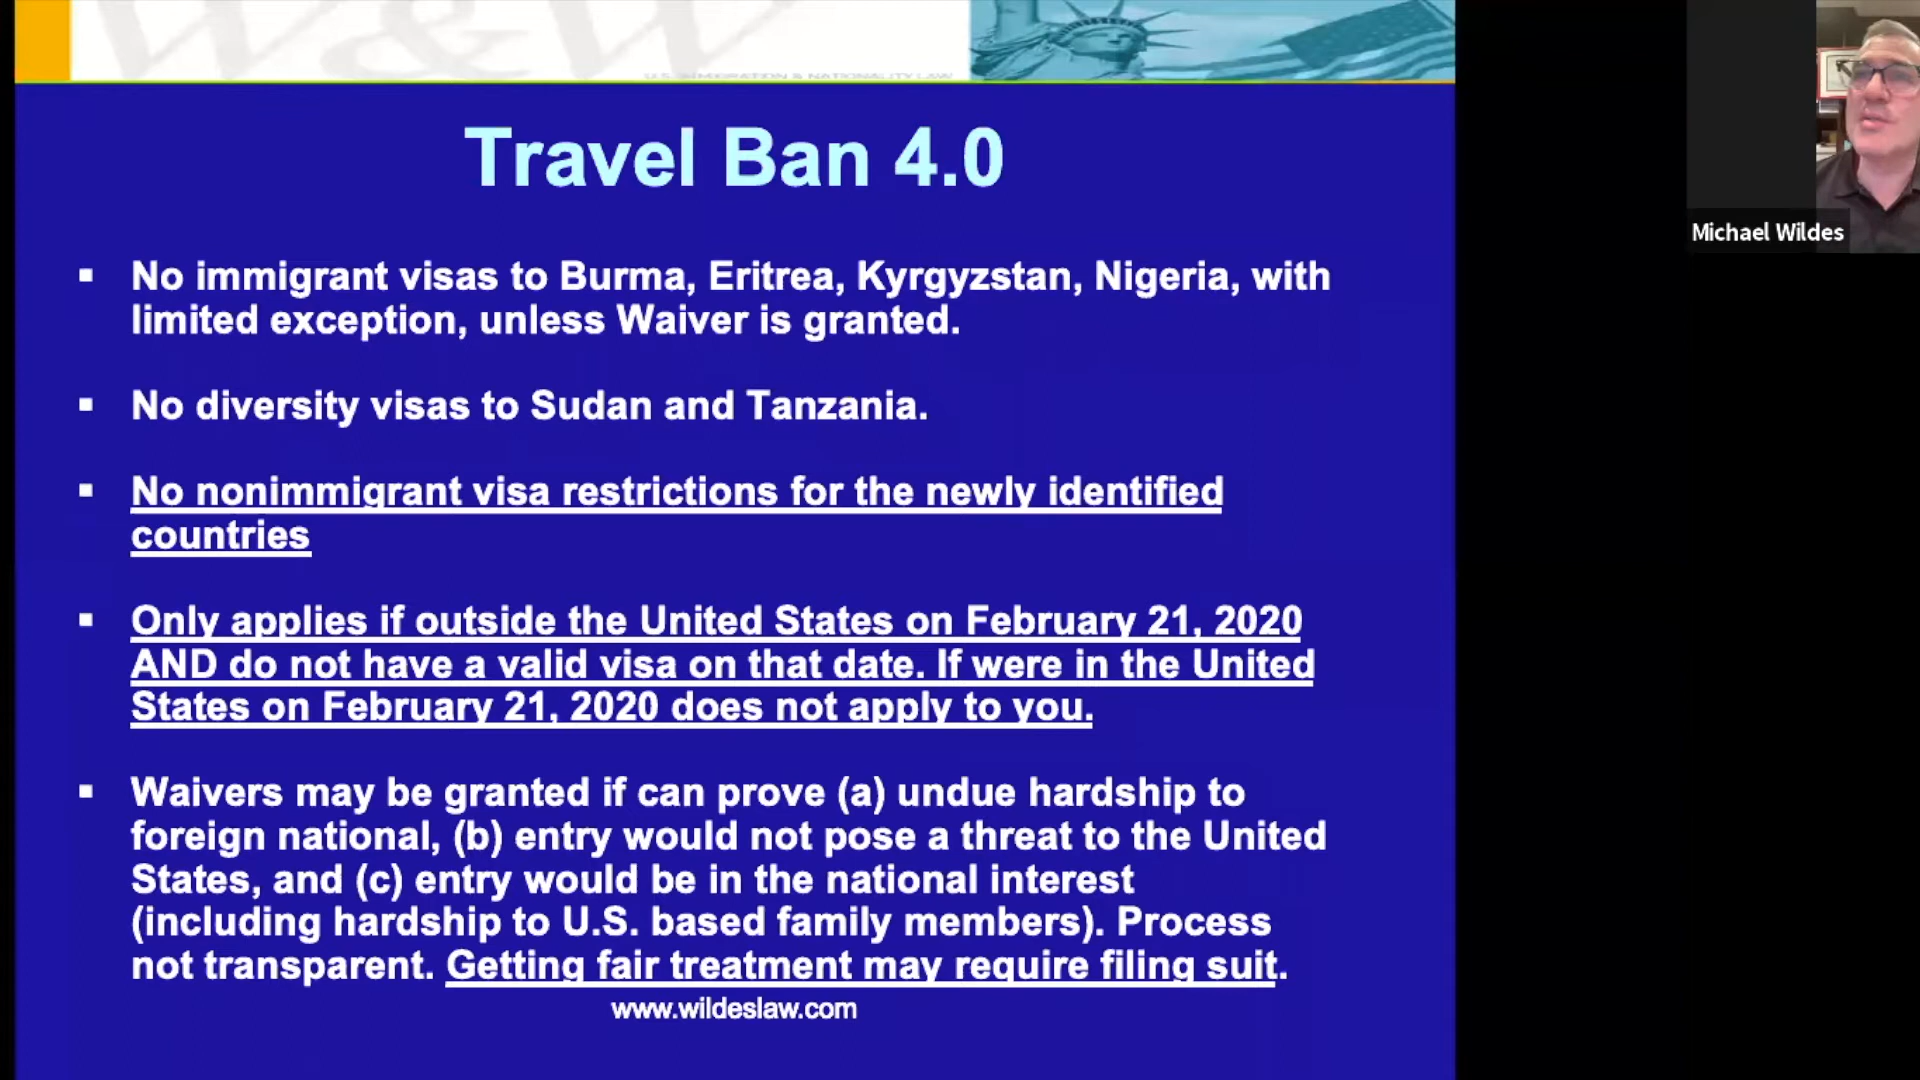 W&W
U.S. IMMIGRATION & NATIONALITY LAW
Travel Ban 4.0
Michael Wildes
▪ No immigrant visas to Burma, Eritrea, Kyrgyzstan, Nigeria, with
limited exception, unless Waiver is granted.
▪ No diversity visas to Sudan and Tanzania.
▪ No nonimmigrant visa restrictions for the newly identified
countries
▪ Only applies if outside the United States on February 21, 2020
AND do not have a valid visa on that date. If were in the United
States on February 21, 2020 does not apply to you.
▪ Waivers may be granted if can prove (a) undue hardship to
foreign national, (b) entry would not pose a threat to the United
States, and (c) entry would be in the national interest
(including hardship to U.S. based family members). Process
not transparent. Getting fair treatment may require filing suit.
www.wildeslaw.com